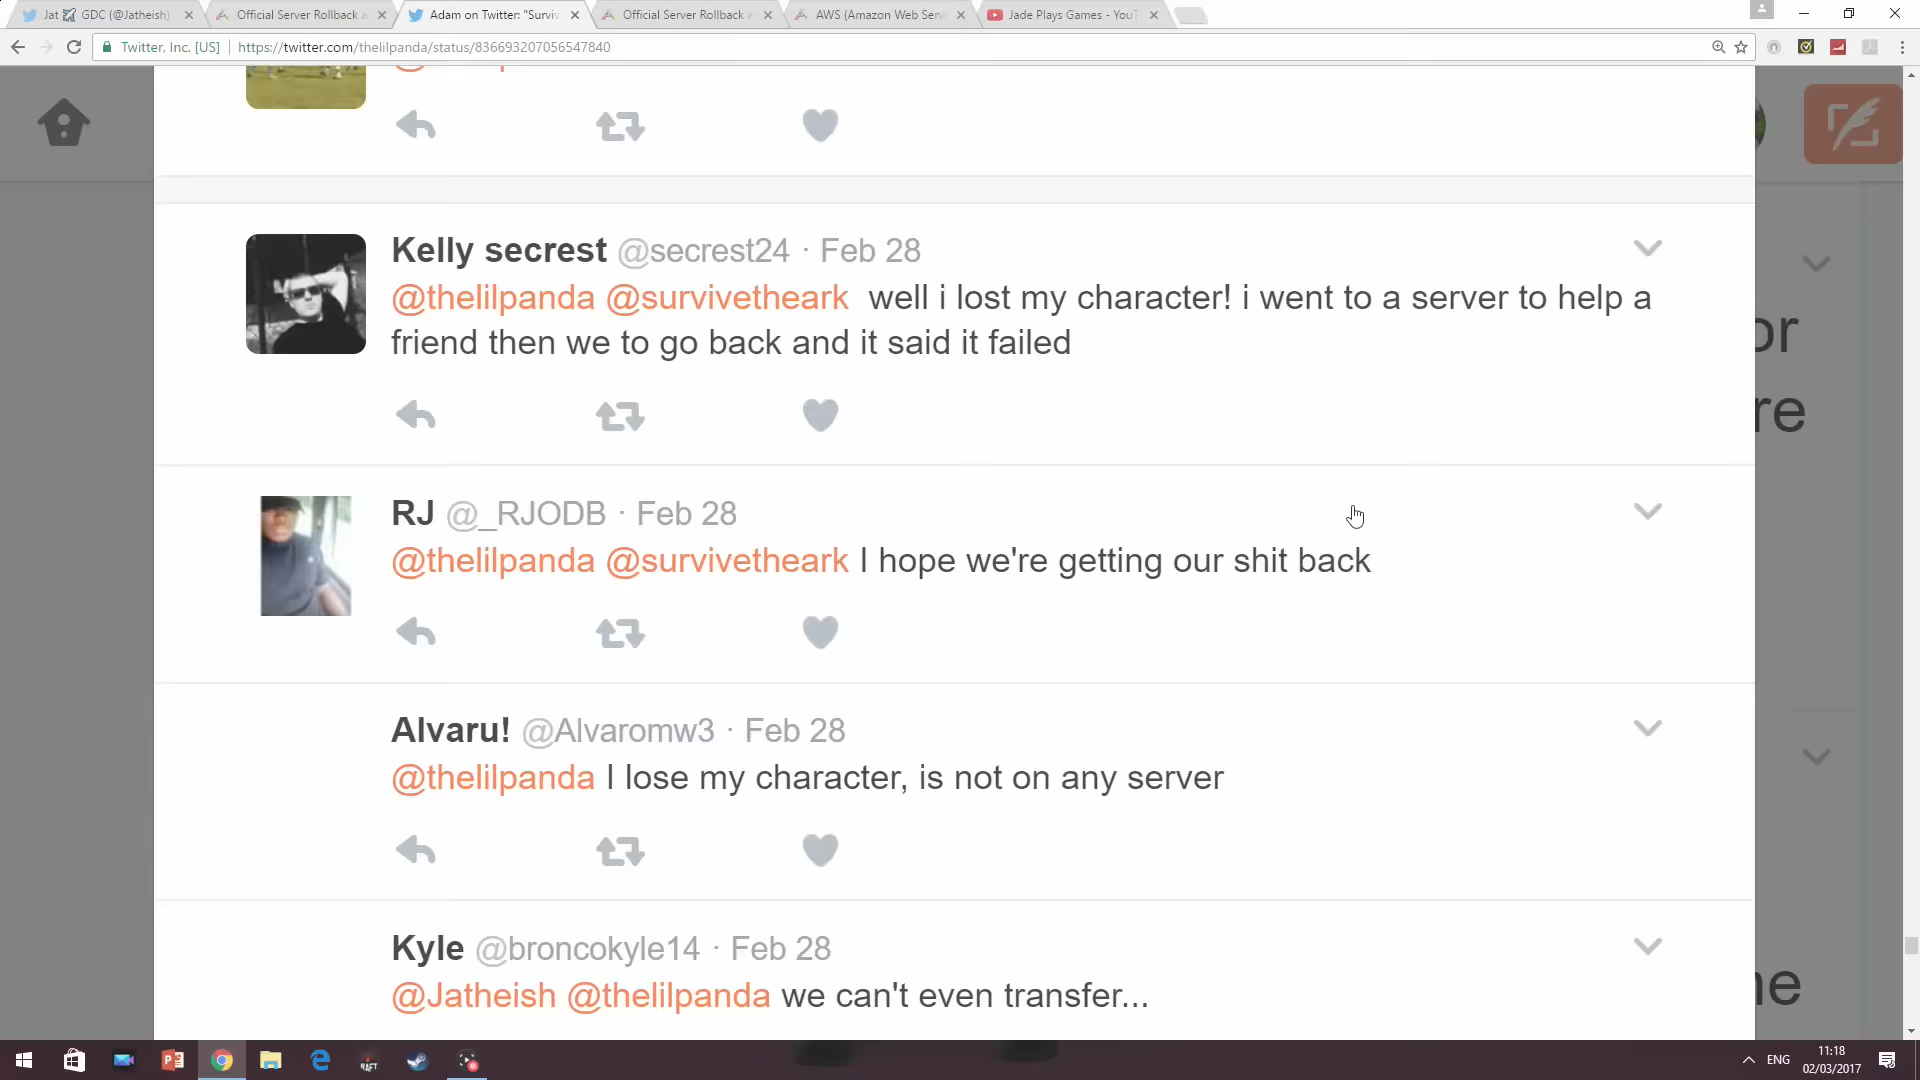 Jat GDC (@Jatheish)
Official Server Rollback a
Adam on Twitter: "Surviv
Official Server Rollback a
AWS (Amazon Web Serv
Jade Plays Games - YouT
Twitter, Inc. [US]
https://twitter.com/thelilpanda/status/836693207056547840
Kelly secrest @secrest24 · Feb 28
@thelilpanda @survivetheark well i lost my character! i went to a server to help a
friend then we to go back and it said it failed
or
re
RJ @_RJODB · Feb 28
@thelilpanda @survivetheark I hope we're getting our shit back
Alvaru! @Alvaromw3 · Feb 28
@thelilpanda I lose my character, is not on any server
Kyle @broncokyle14 · Feb 28
@Jatheish @thelilpanda we can't even transfer...
ne
RAFT
ENG
11:18
02/03/2017